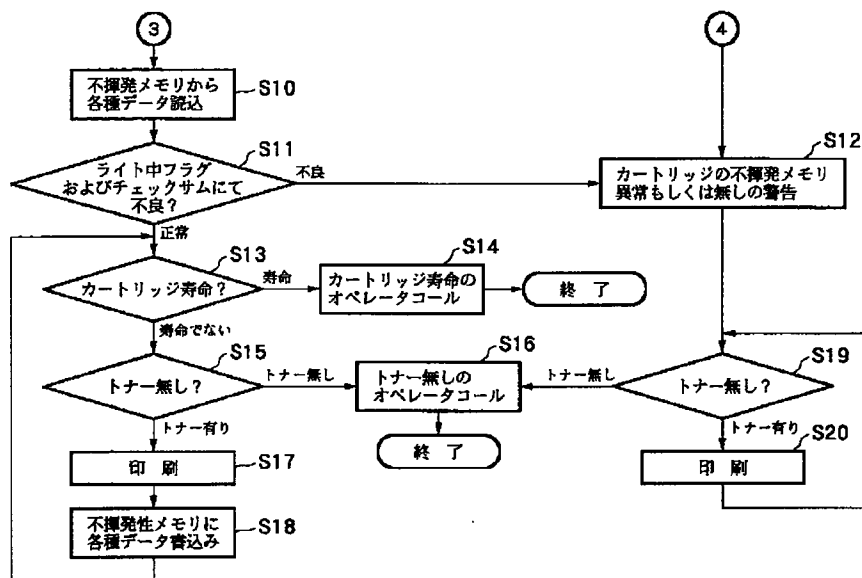 3
4
不揮発メモリから
各種データ読込
S10
ライト中フラグ
およびチェックサムにて
不良？
S11
不良
正常
カートリッジの不揮発メモリ
異常もしくは無しの警告
S12
カートリッジ寿命？
S13
寿命
寿命でない
カートリッジ寿命の
オペレータコール
S14
終 了
トナー無し？
S15
トナー無し
トナー有り
トナー無しの
オペレータコール
S16
終 了
トナー無し？
S19
トナー無し
トナー有り
印 刷
S17
印 刷
S20
不揮発性メモリに
各種データ書込み
S18